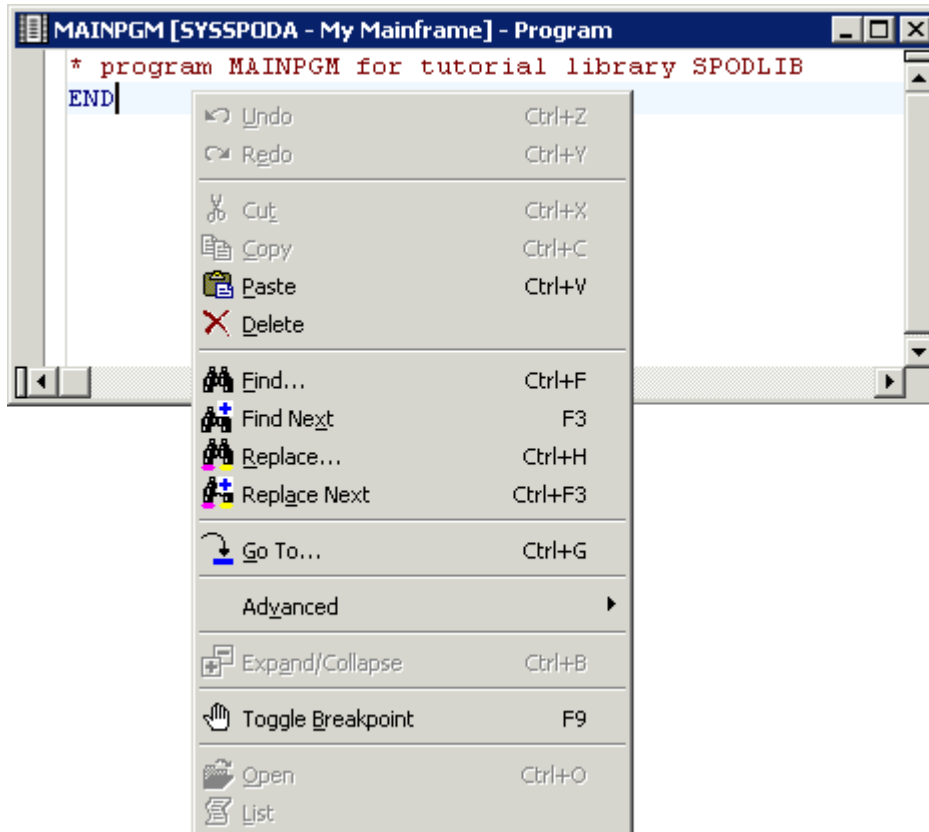 MAINPGM [SYSSPODA - My Mainframe] - Program
* program MAINPGM for tutorial library SPODLIB
END
Undo Ctrl+Z
Redo Ctrl+Y
Cut Ctrl+X
Copy Ctrl+C
Paste Ctrl+V
Delete
Find... Ctrl+F
Find Next F3
Replace... Ctrl+H
Replace Next Ctrl+F3
Go To... Ctrl+G
Advanced
Expand/Collapse Ctrl+B
Toggle Breakpoint F9
Open Ctrl+O
List